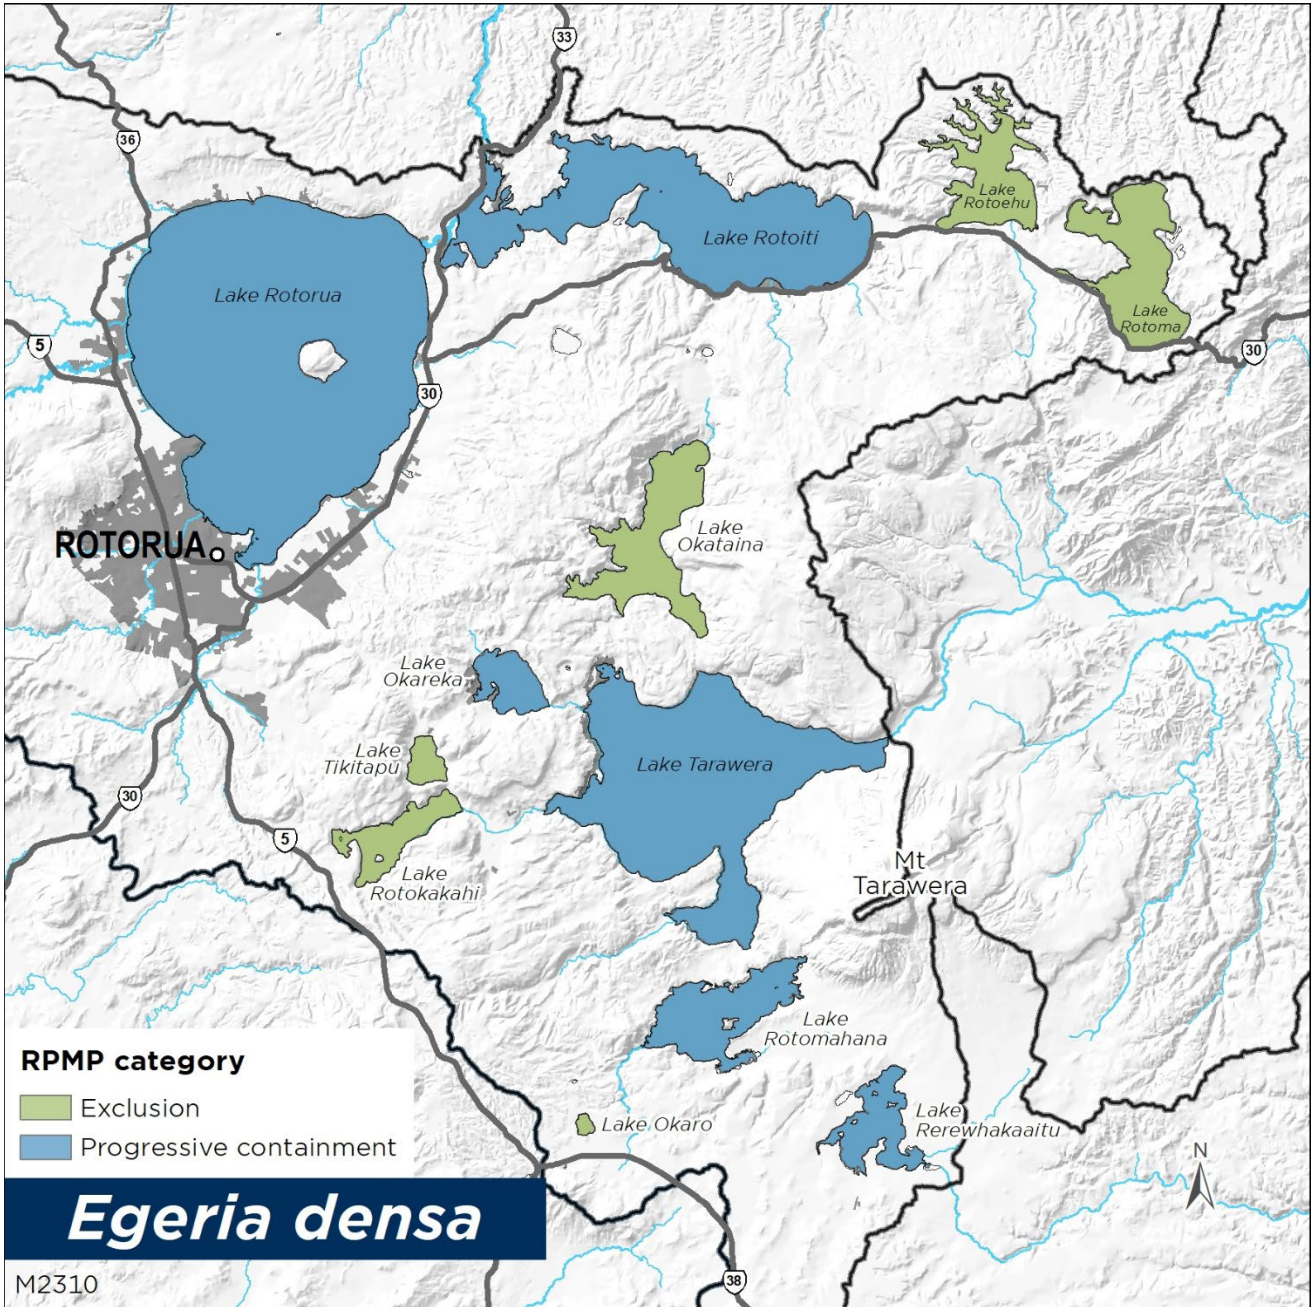 33
36
Lake
Rotoehu
Lake Rotoiti
Lake Rotorua
Lake
Rotoma
5
30
30
Lake
Okataina
ROTORUA
Lake
Okareka
Lake
Tikitapu
Lake Tarawera
30
5
Mt
Tarawera
Lake
Rotokakahi
Lake
Rotomahana
RPMP category
Exclusion
Progressive containment
Lake Okaro
Lake
Rerewhakaaitu
N
Egeria densa
M2310
38